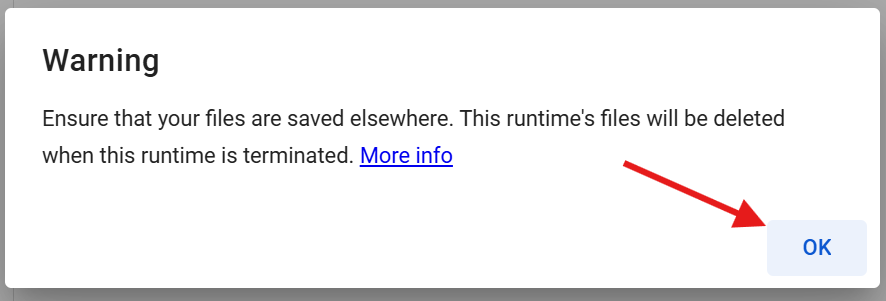 Warning
Ensure that your files are saved elsewhere. This runtime's files will be deleted
when this runtime is terminated. More info
OK